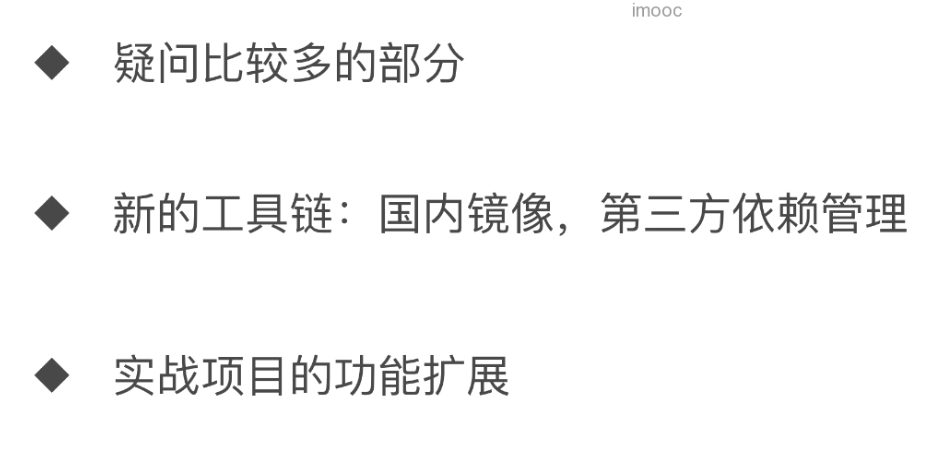 imooc
◆ 疑问比较多的部分
◆ 新的工具链：国内镜像，第三方依赖管理
◆ 实战项目的功能扩展